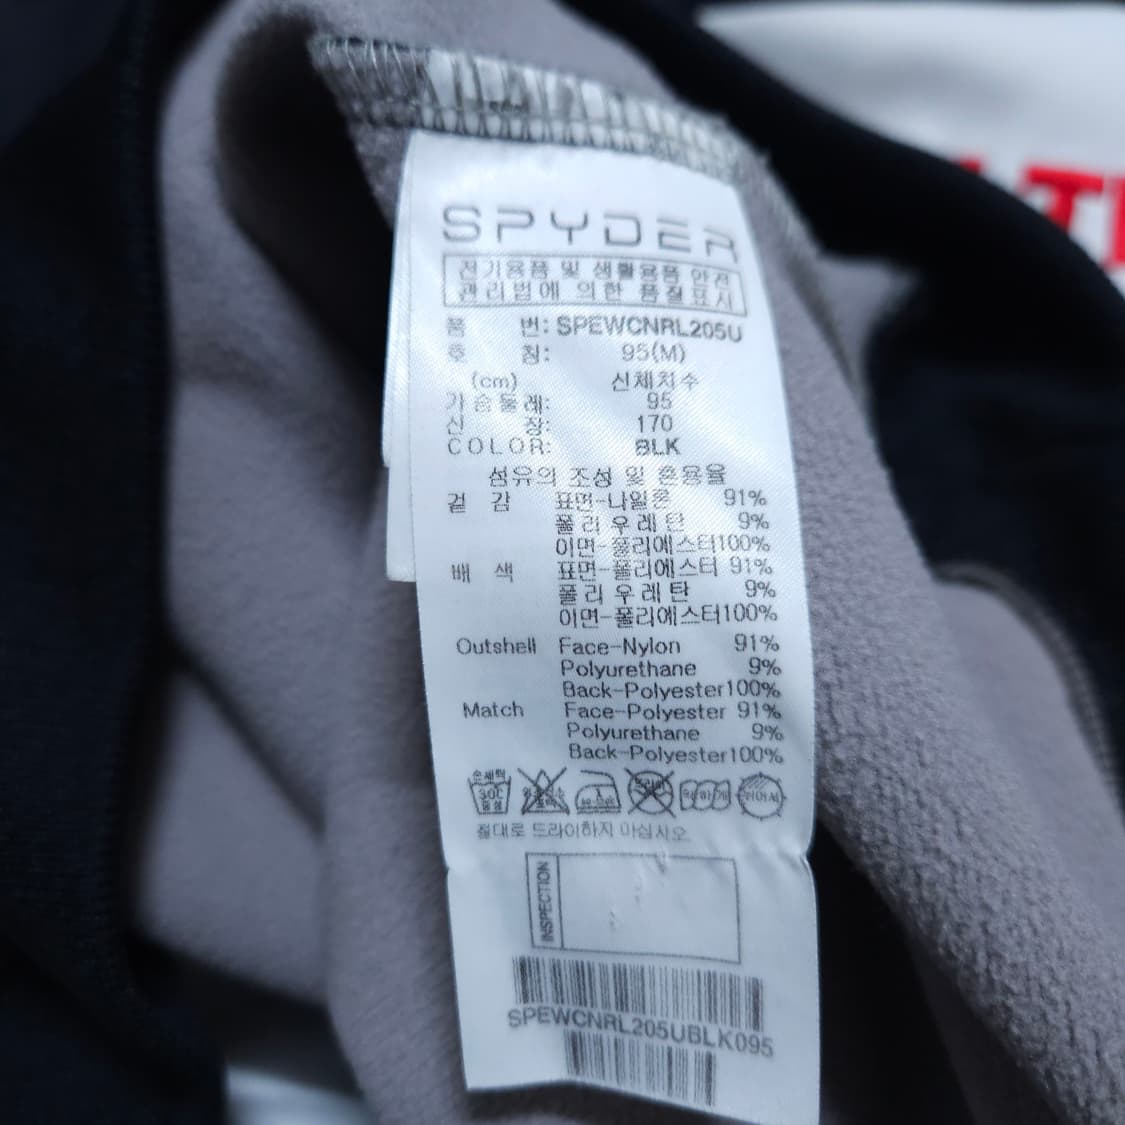 SPYDER
전기용품 및 생활용품 안전
관리법에 의한 품질표시
품 번: SPEWCNRL205U
호 칭: 95(M)
(cm) 신체치수
가슴둘레: 95
신 장: 170
COLOR: BLK
섬유의 조성 및 혼용율
겉 감 표면-나일론 91%
폴리우레탄 9%
이면-폴리에스터100%
배 색 표면-폴리에스터 91%
폴리우레탄 9%
이면-폴리에스터100%
Outshell Face-Nylon 91%
Polyurethane 9%
Back-Polyester100%
Match Face-Polyester 91%
Polyurethane 9%
Back-Polyester100%
손세탁
30℃
중성
절대로 드라이하지 마십시오.
INSPECTION
SPEWCNRL205UBLK095